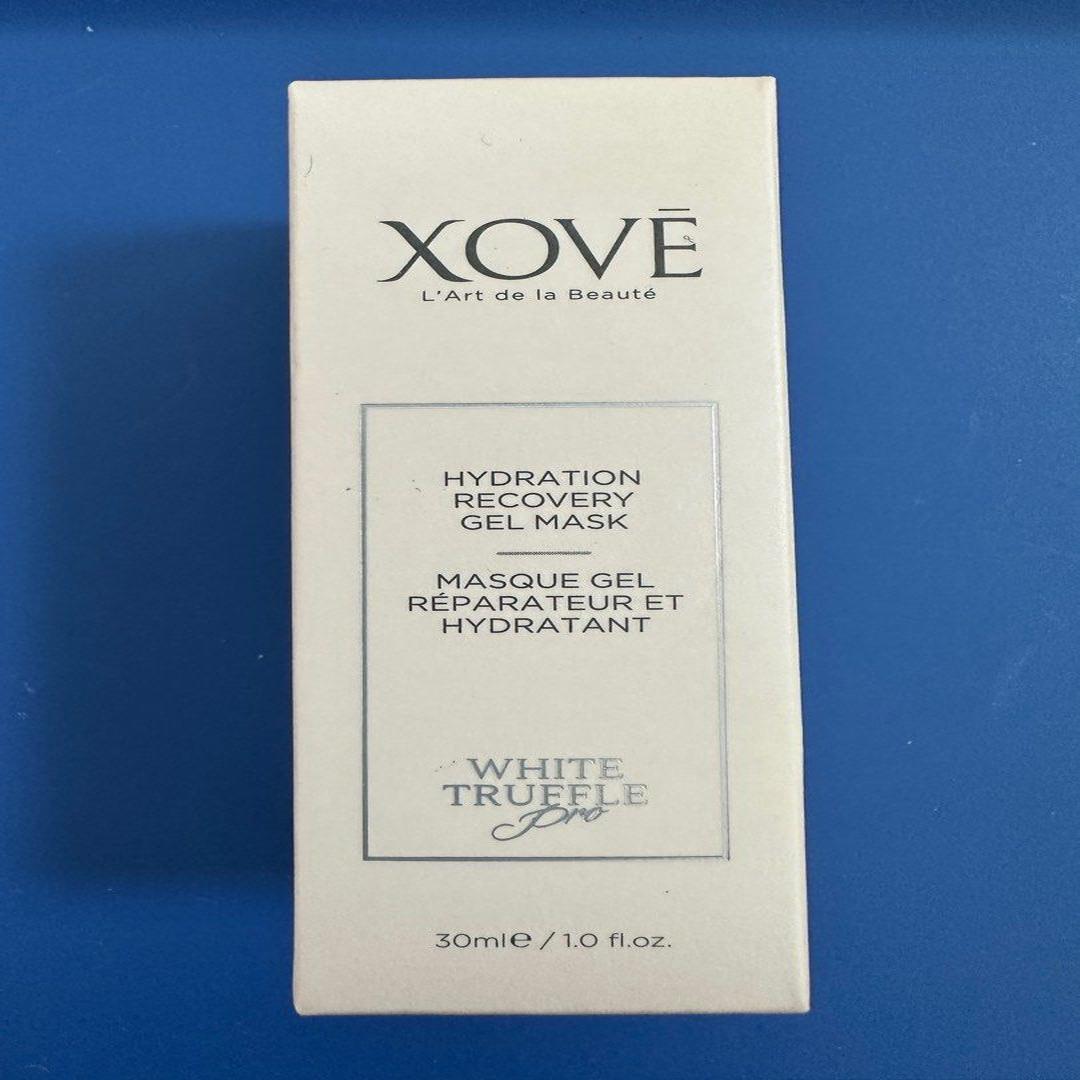 XOVĒ
L'Art de la Beauté
HYDRATION
RECOVERY
GEL MASK
MASQUE GEL
RÉPARATEUR ET
HYDRATANT
WHITE
TRUFFLE
Pro
30ml℮ / 1.0 fl.oz.